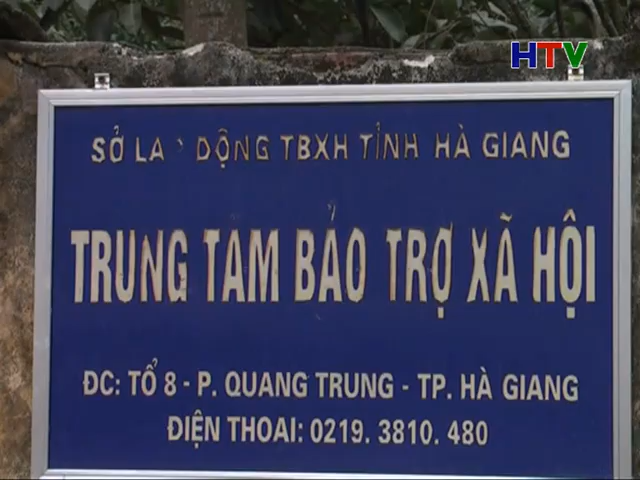 HTV
SỞ LA ĐỘNG TBXH TỈNH HÀ GIANG
TRUNG TAM BẢO TRỢ XÃ HỘI
ĐC: TỔ 8 - P. QUANG TRUNG - TP. HÀ GIANG
ĐIỆN THOAI: 0219. 3810. 480